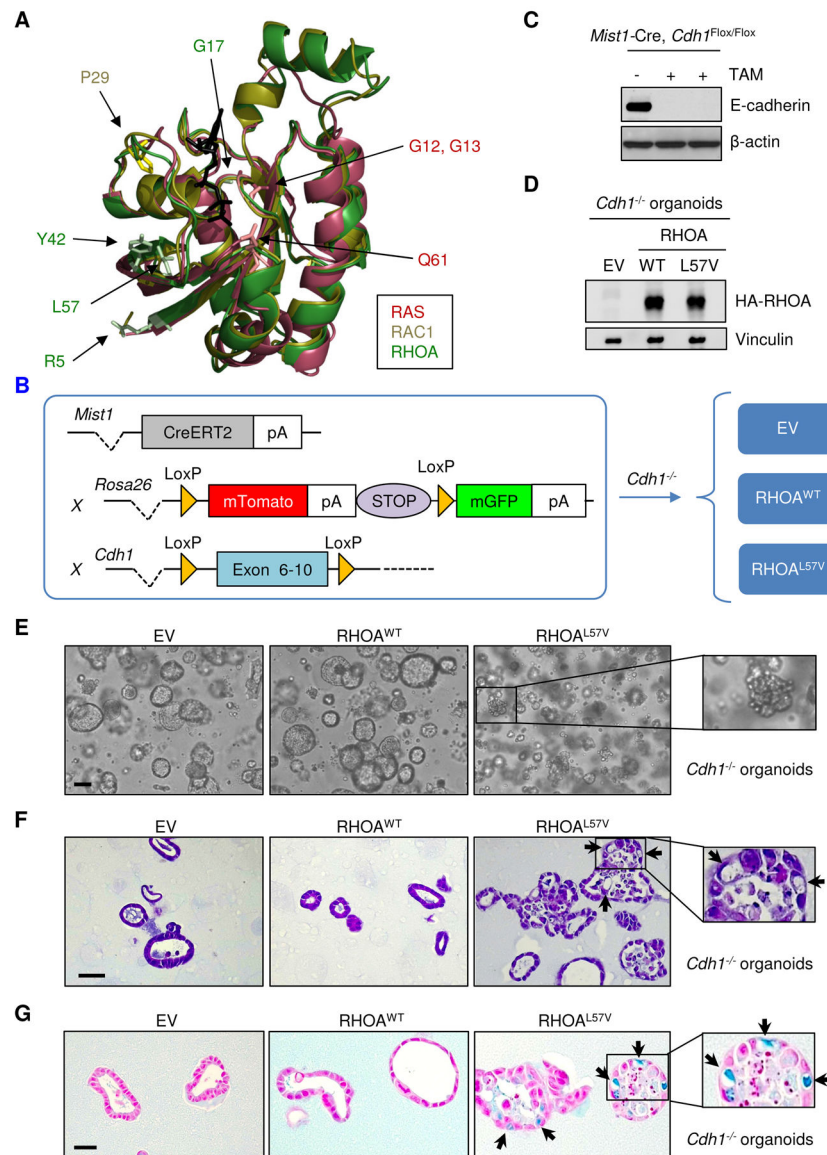 A
G17
P29
G12, G13
Y42
Q61
L57
R5
RAS
RAC1
RHOA
C
Mist1-Cre, Cdh1Flox/Flox
- + + TAM
E-cadherin
β-actin
D
Cdh1-/- organoids
RHOA
EV WT L57V
HA-RHOA
Vinculin
B
Mist1
CreERT2 pA
LoxP LoxP
X Rosa26
mTomato pA STOP mGFP pA
LoxP LoxP
X Cdh1
Exon 6-10
Cdh1-/-
EV
RHOAWT
RHOAL57V
E
EV RHOAWT RHOAL57V
Cdh1-/- organoids
F
EV RHOAWT RHOAL57V
Cdh1-/- organoids
G
EV RHOAWT RHOAL57V
Cdh1-/- organoids